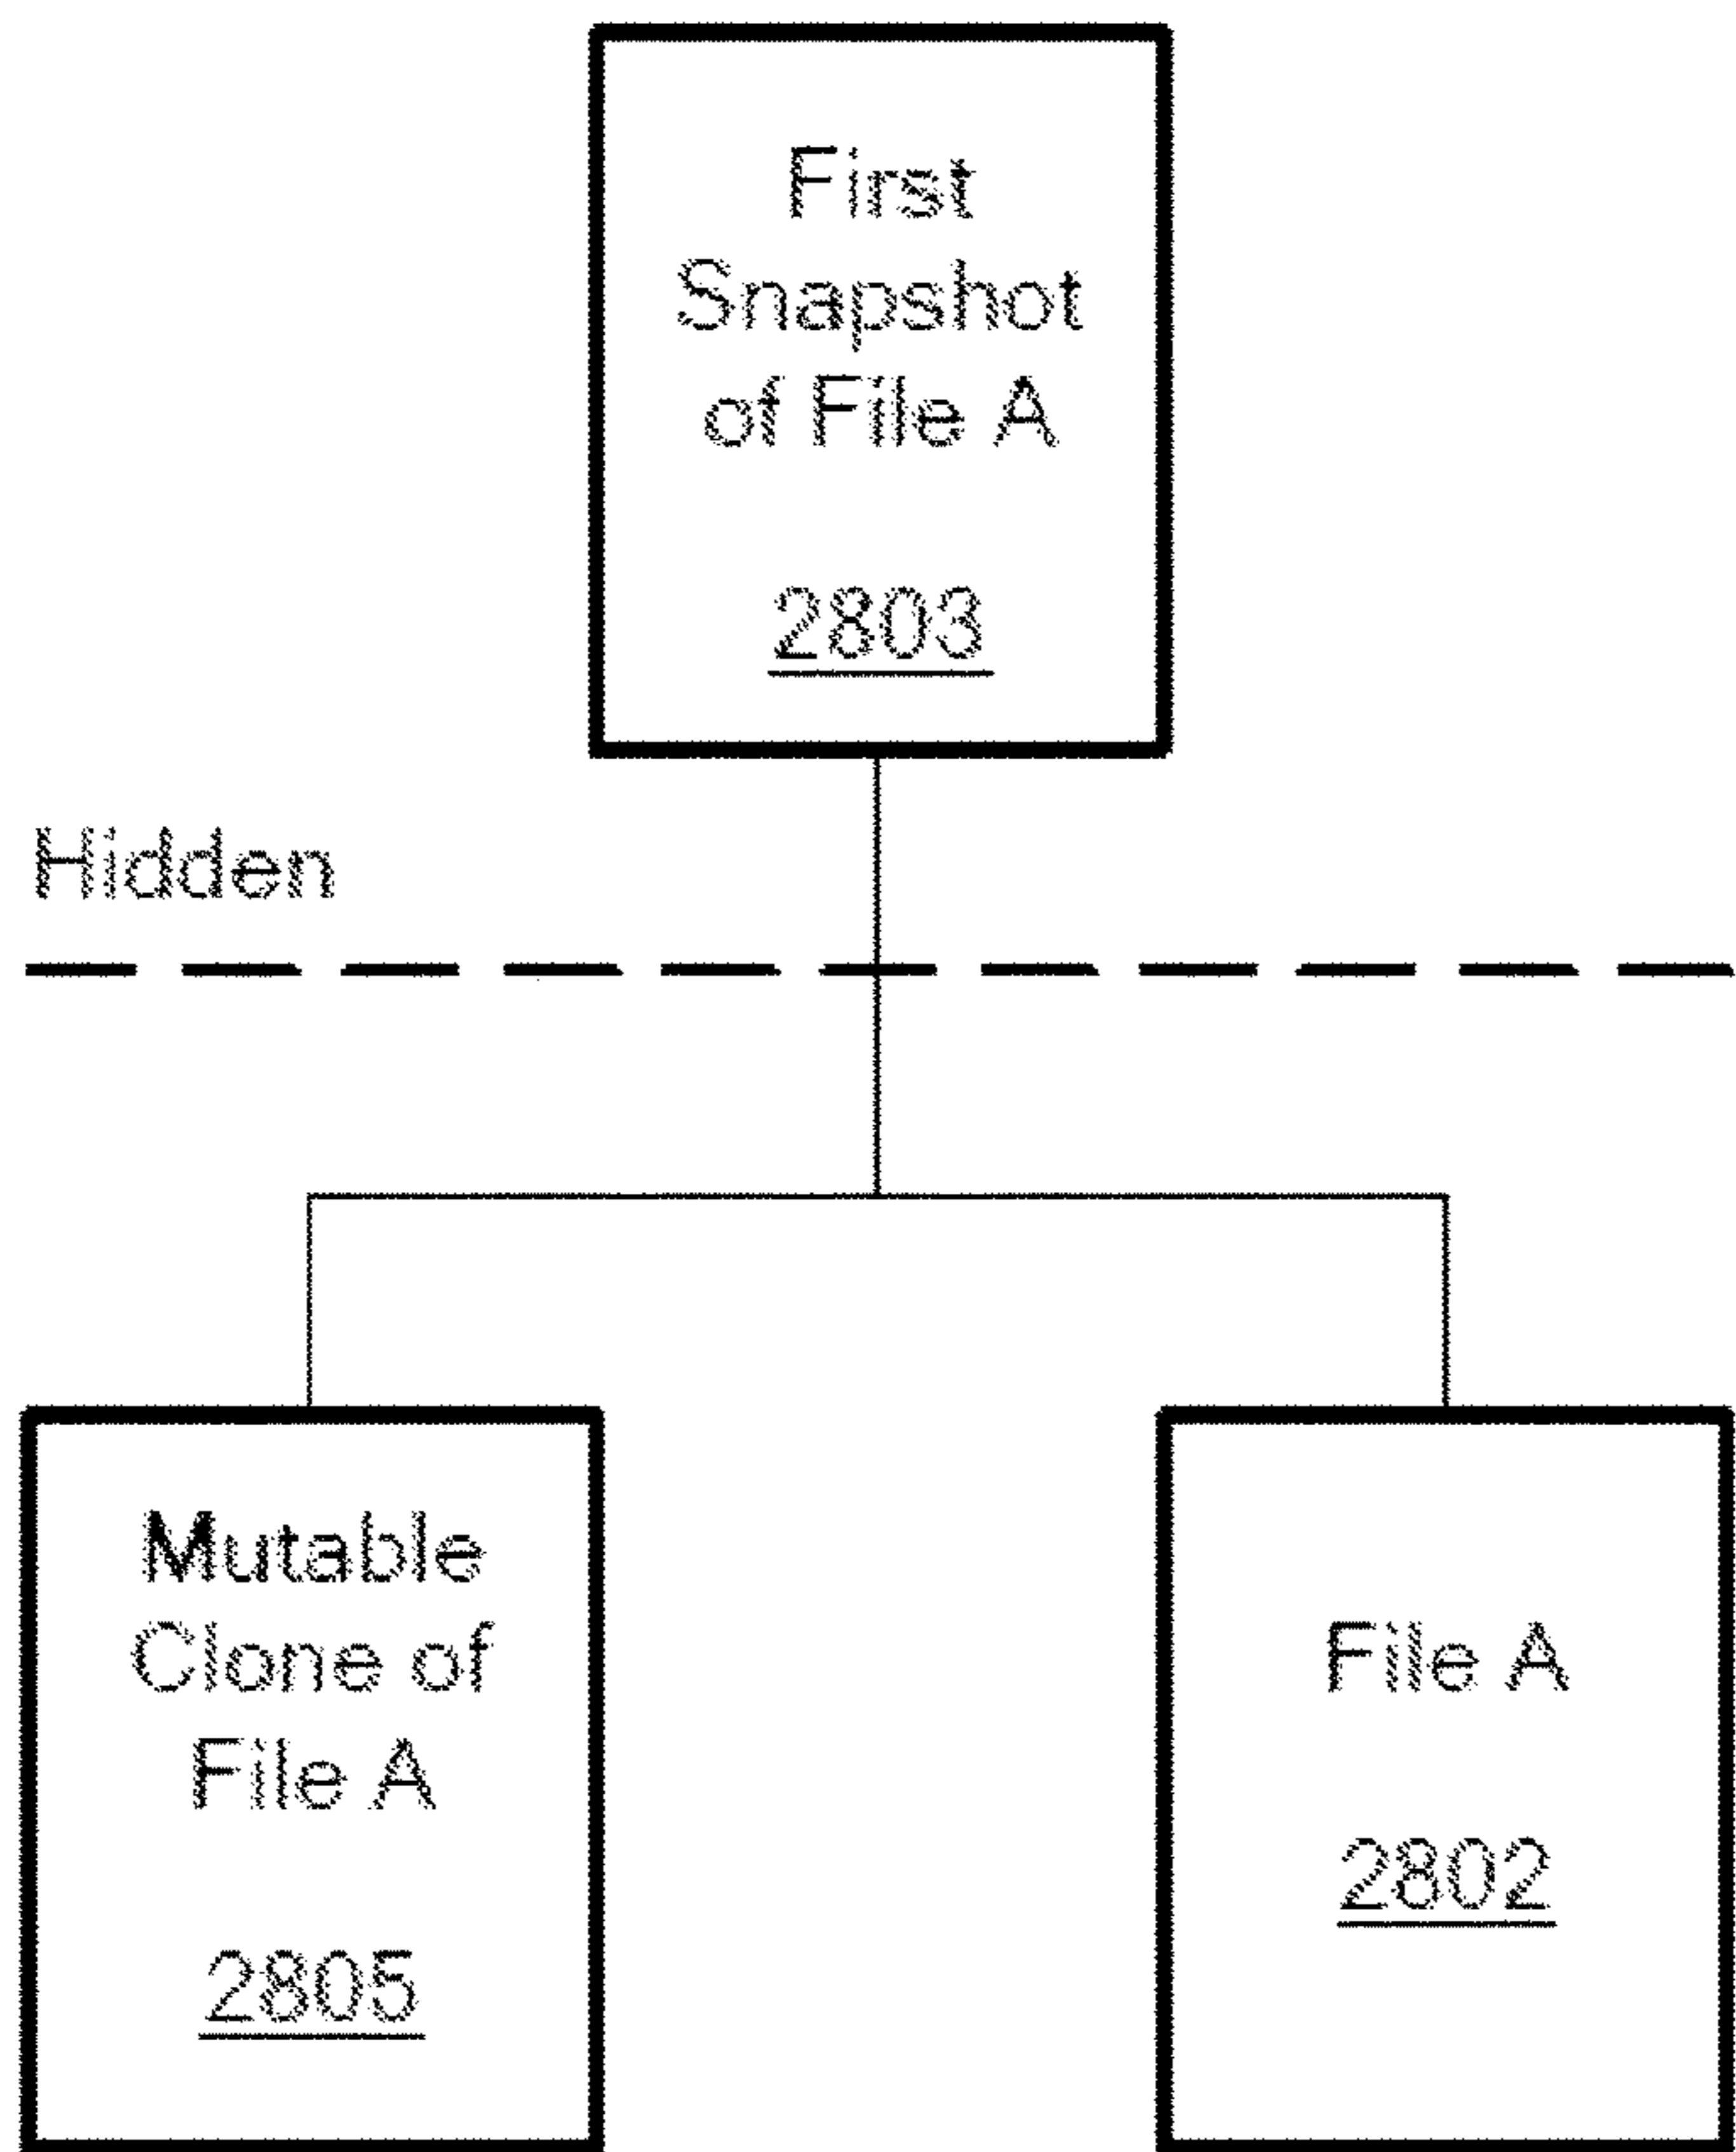 First
Snapshot
of File A
2803
Hidden
Mutable
Clone of
File A
2805
File A
2802